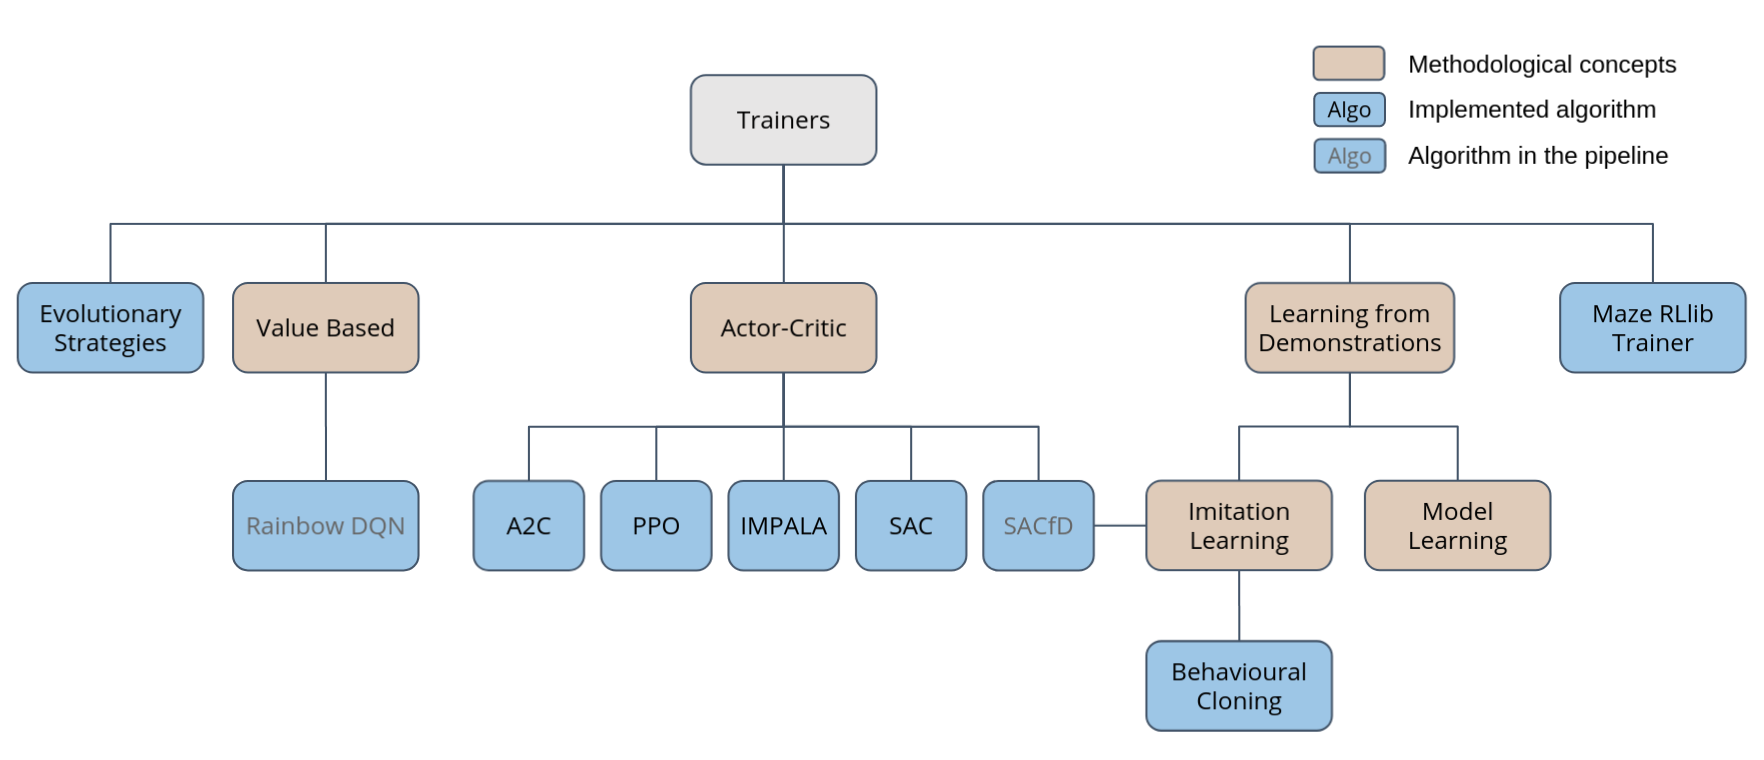 Methodological concepts
Algo Implemented algorithm
Algo Algorithm in the pipeline
Trainers
Evolutionary
Strategies
Value Based
Actor-Critic
Learning from
Demonstrations
Maze RLlib
Trainer
Rainbow DQN
A2C
PPO
IMPALA
SAC
SACfD
Imitation
Learning
Model
Learning
Behavioural
Cloning